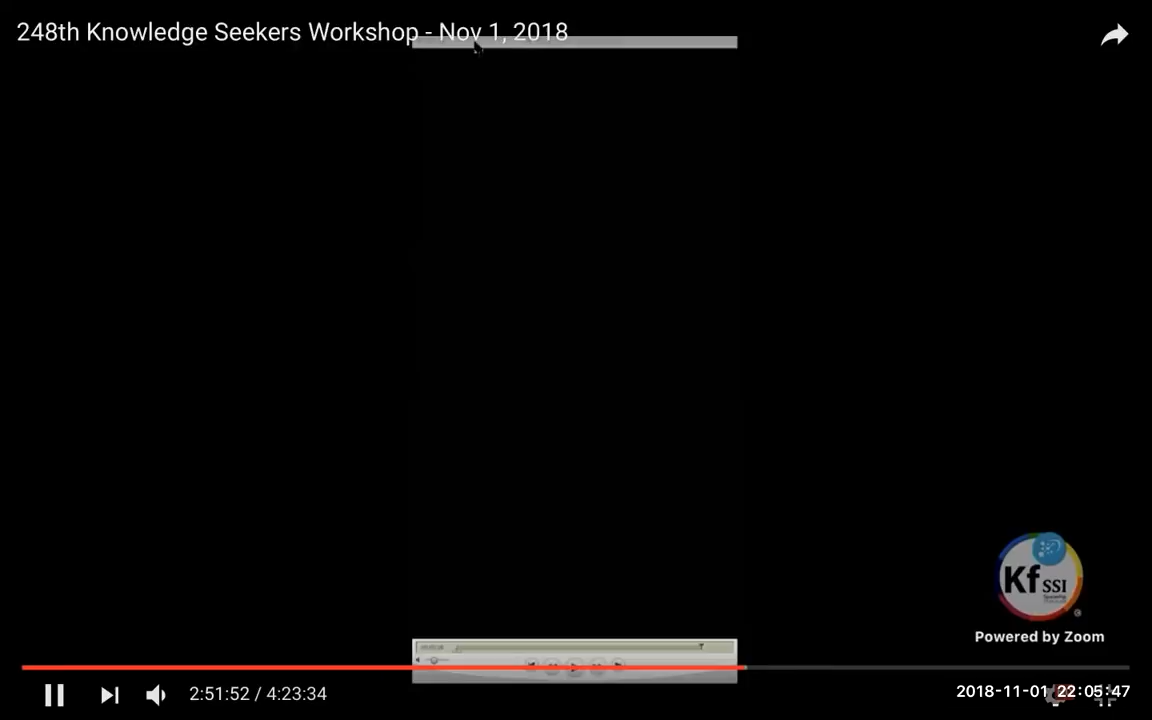 248th Knowledge Seekers Workshop - Nov 1, 2018
Kf SSI
Powered by Zoom
2:51:52 / 4:23:34
2018-11-01 22:05:47